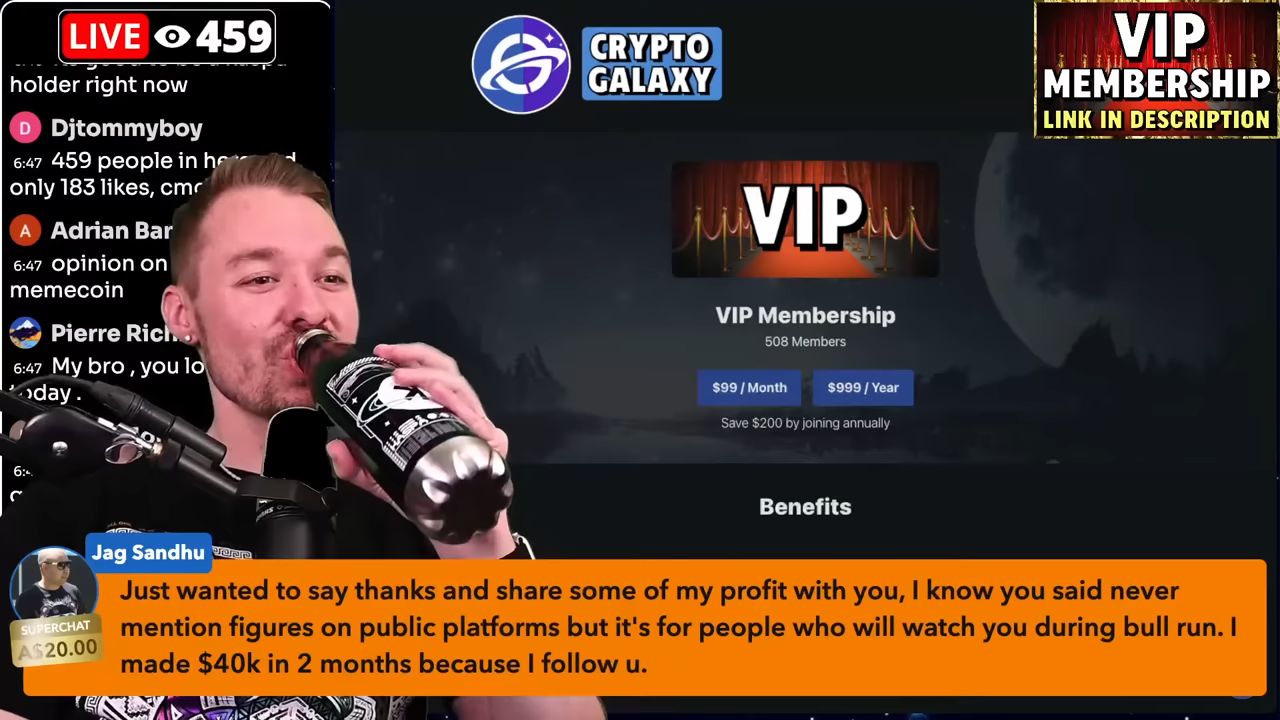 LIVE 459
holder right now
D Djtommyboy
6:47 459 people in
only 183 likes,
A Adrian Bar
6:47 opinion on
memecoin
Pierre Rich
6:47 My bro , you lo
today .
CRYPTO
GALAXY
VIP
MEMBERSHIP
LINK IN DESCRIPTION
VIP
VIP Membership
508 Members
$99 / Month
$999 / Year
Save $200 by joining annually
Benefits
Jag Sandhu
SUPERCHAT
A$20.00
Just wanted to say thanks and share some of my profit with you, I know you said never
mention figures on public platforms but it's for people who will watch you during bull run. I
made $40k in 2 months because I follow u.